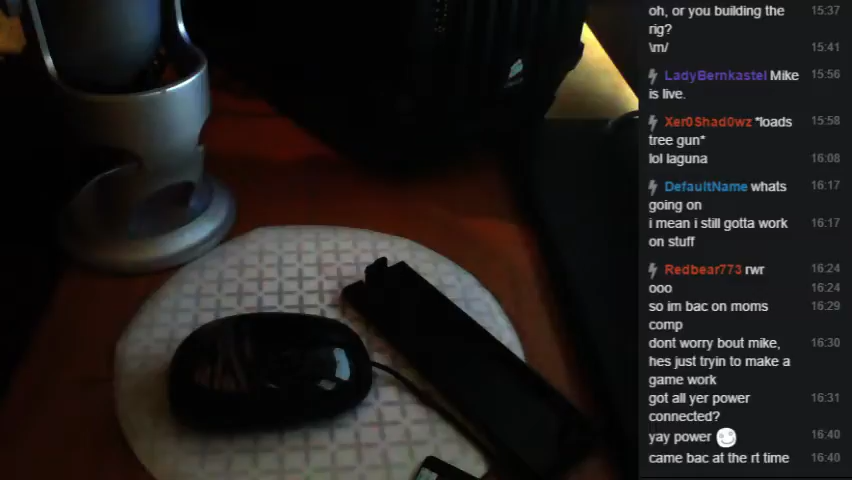 oh, or you building the 15:37
rig?
\m/ 15:41
LadyBernkastel Mike 15:56
is live.
Xer0Shad0wz *loads 15:58
tree gun*
lol laguna 16:08
DefaultName whats 16:17
going on
i mean i still gotta work 16:17
on stuff
Redbear773 rwr 16:24
ooo 16:24
so im bac on moms 16:29
comp
dont worry bout mike, 16:30
hes just tryin to make a
game work
got all yer power 16:31
connected?
yay power 16:40
came bac at the rt time 16:40